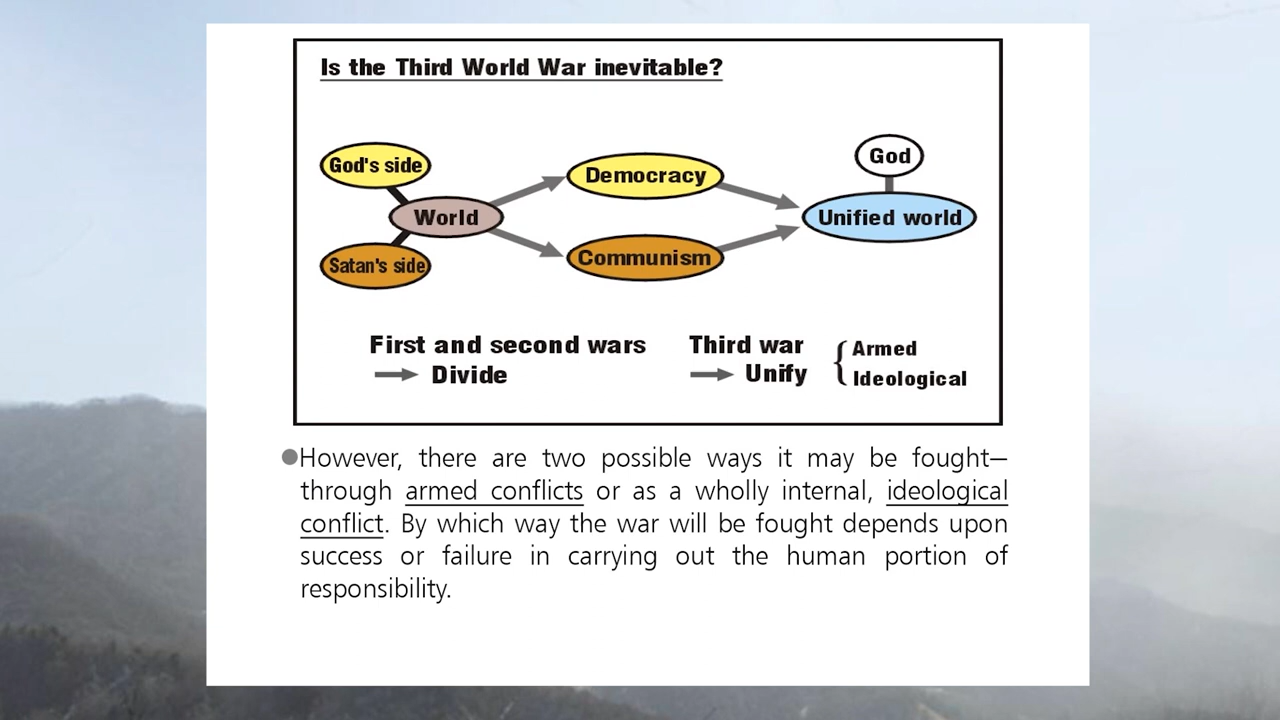 Is the Third World War inevitable?
God's side
Satan's side
World
Democracy
Communism
God
Unified world
First and second wars
Divide
Third war
Unify
Armed
Ideological
However, there are two possible ways it may be fought—
through armed conflicts or as a wholly internal, ideological
conflict. By which way the war will be fought depends upon
success or failure in carrying out the human portion of
responsibility.